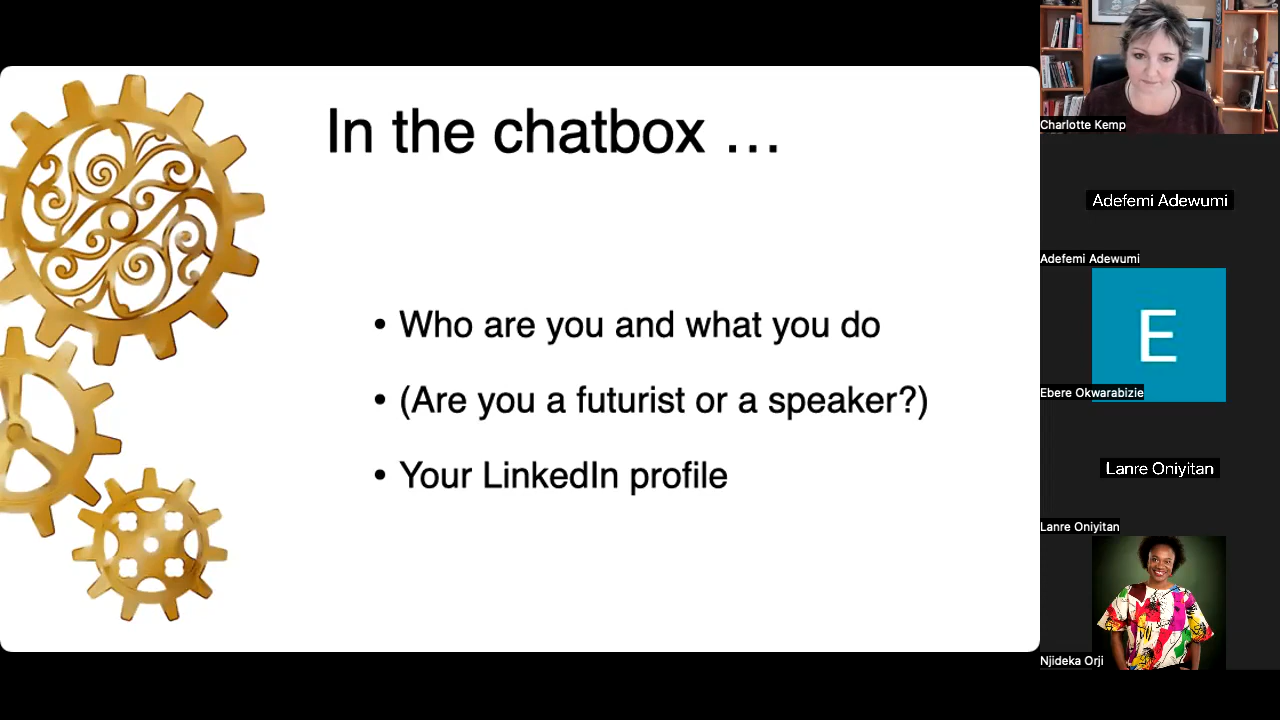 In the chatbox …
• Who are you and what you do
• (Are you a futurist or a speaker?)
• Your LinkedIn profile
Charlotte Kemp
Adefemi Adewumi
Adefemi Adewumi
E
Ebere Okwarabizie
Lanre Oniyitan
Lanre Oniyitan
Njideka Orji